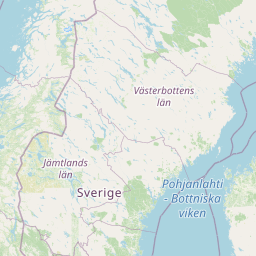 Västerbottens
län
Jämtlands
län
Sverige
Pohjanlahti
- Bottniska
viken